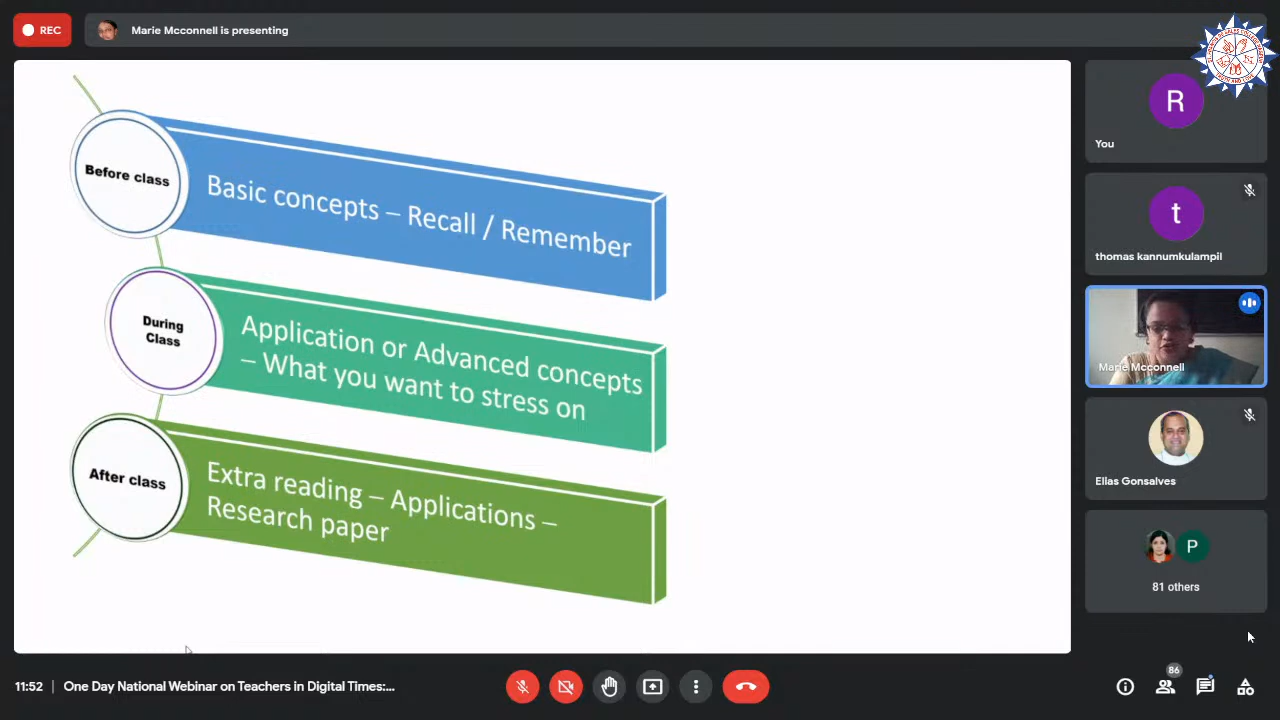 REC
Marie Mcconnell is presenting
Before class
Basic concepts – Recall / Remember
During
Class
Application or Advanced concepts
– What you want to stress on
After class
Extra reading – Applications –
Research paper
R
You
t
thomas kannumkulampil
Marie Mcconnell
Elias Gonsalves
P
81 others
11:52
One Day National Webinar on Teachers in Digital Times:...
86